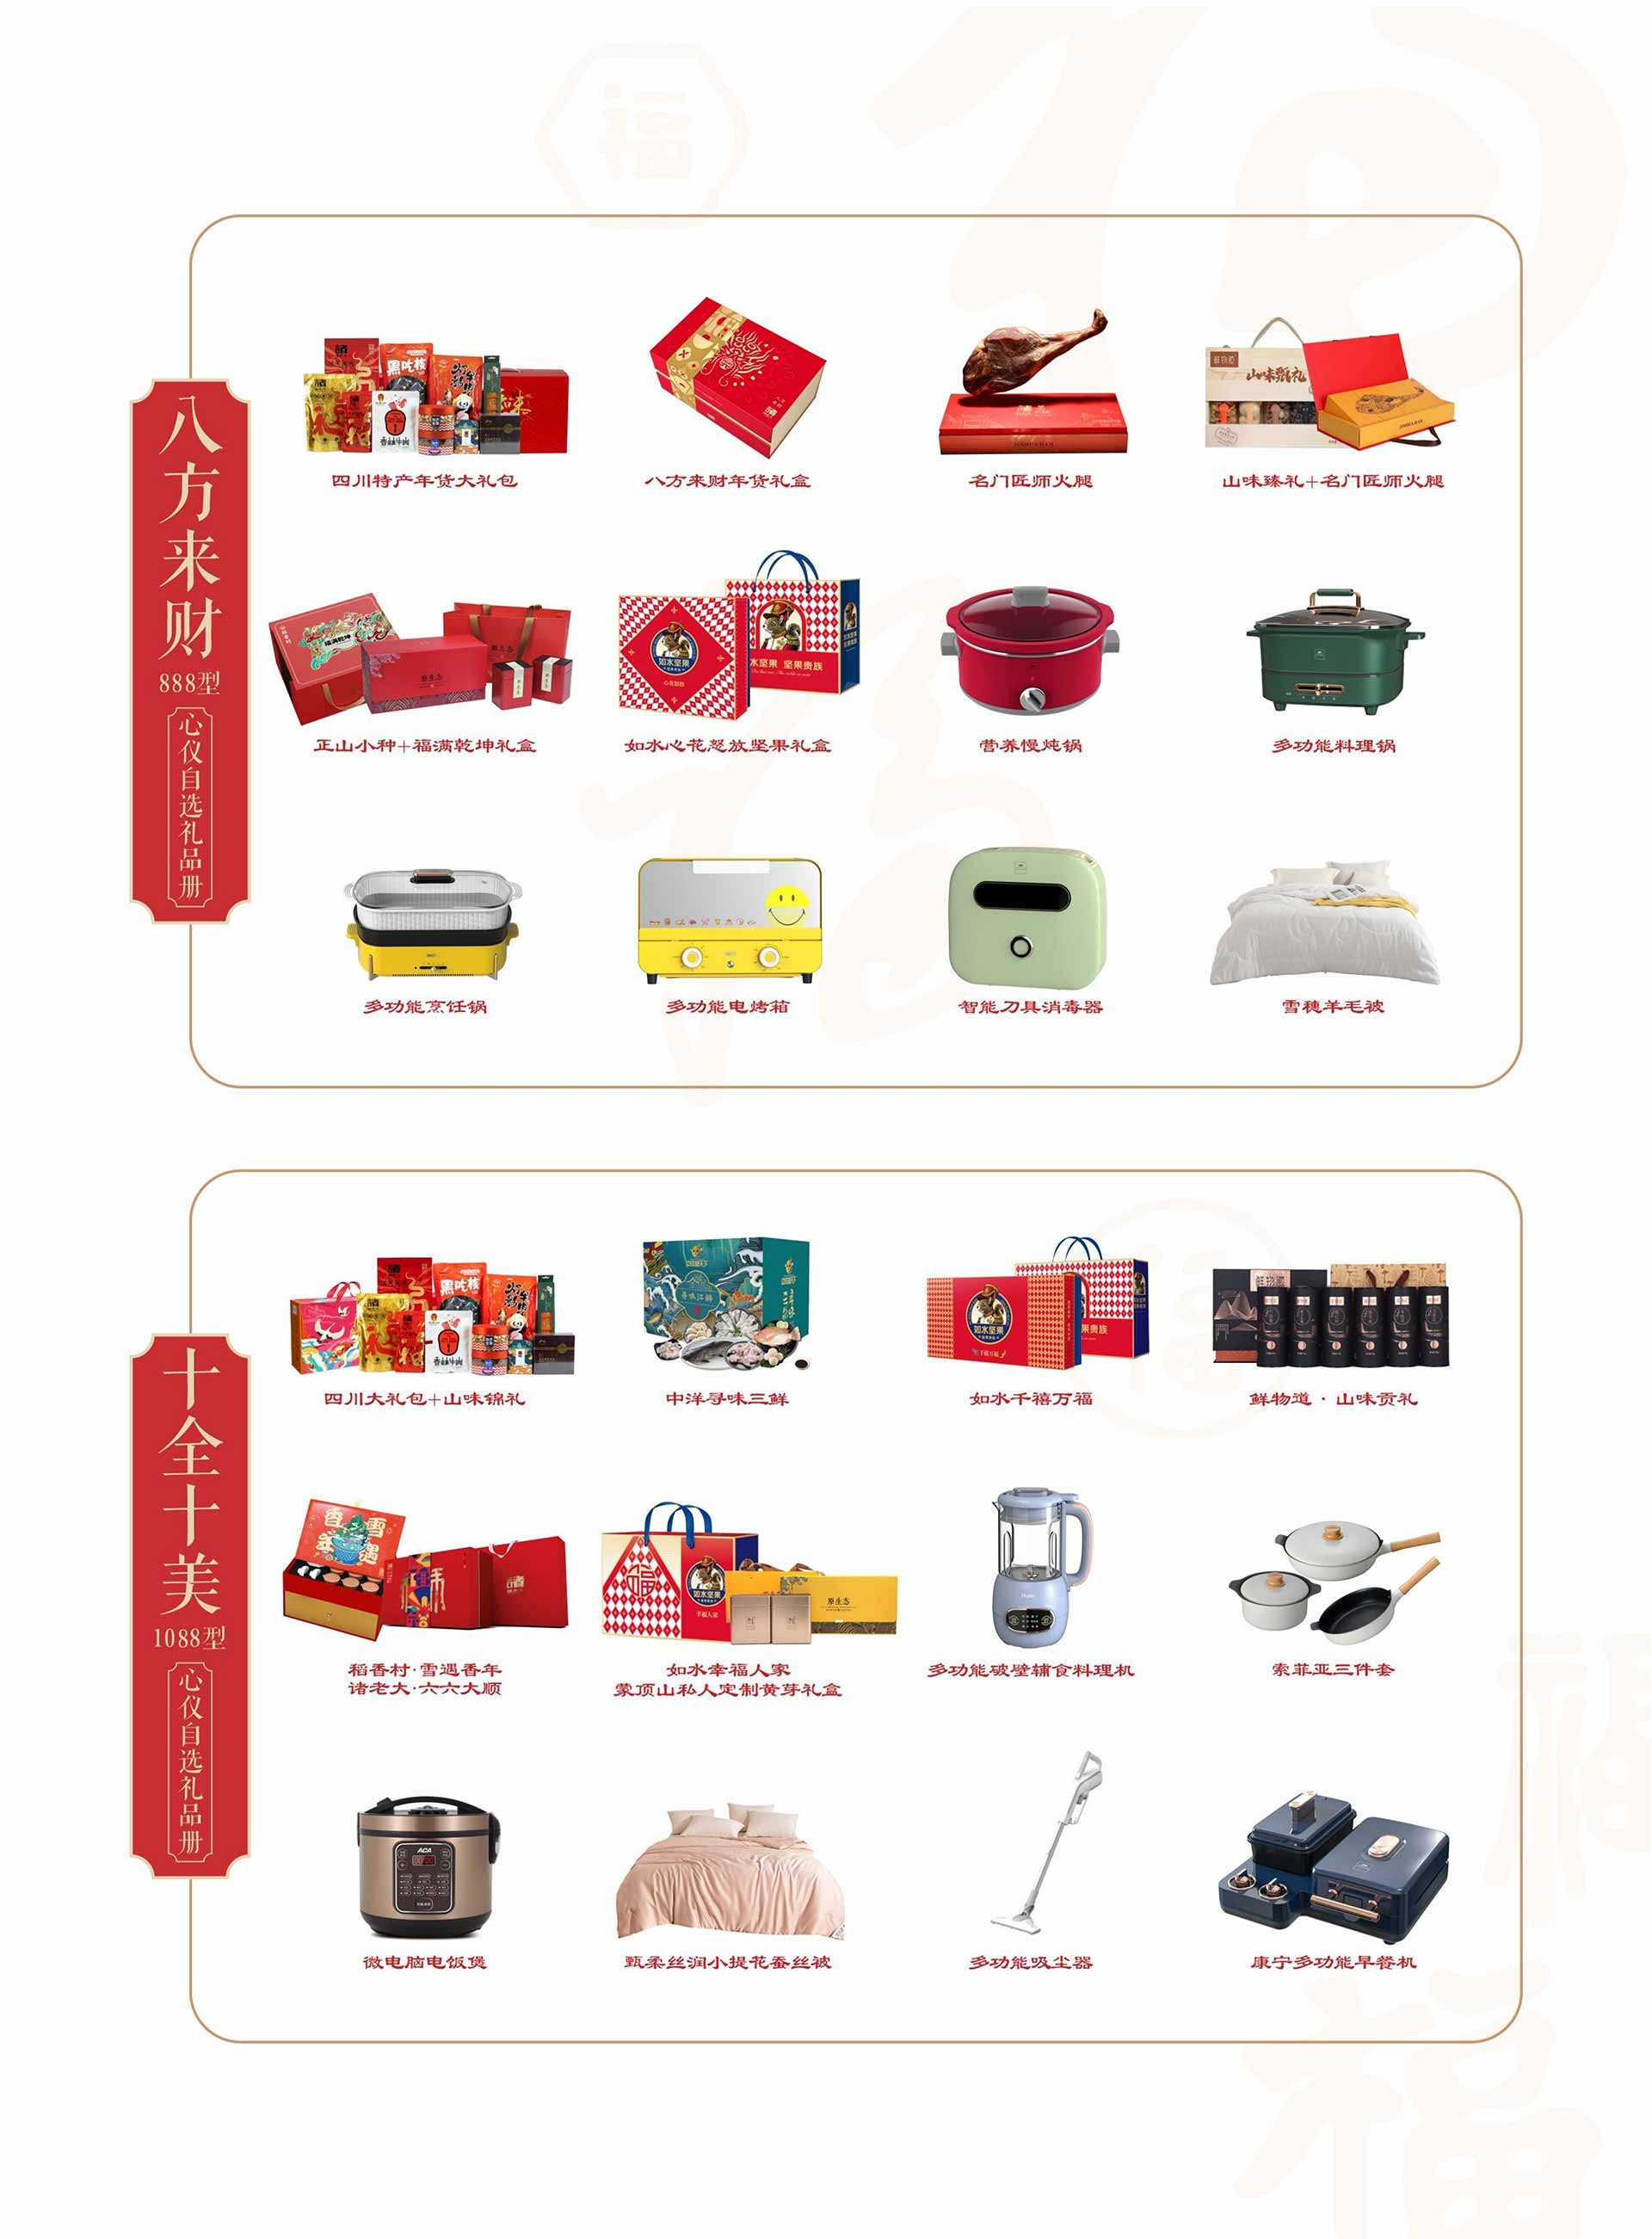 八方来财
888型
心仪自选礼品册
四川特产年货大礼包
八方来财年货礼盒
名门匠师火腿
山味臻礼+名门匠师火腿
正山小种+福满乾坤礼盒
如水心花怒放坚果礼盒
营养慢炖锅
多功能料理锅
多功能烹饪锅
多功能电烤箱
智能刀具消毒器
雪穗羊毛被
十全十美
1088型
心仪自选礼品册
四川大礼包+山味锦礼
中洋寻味三鲜
如水千禧万福
鲜物道·山味贡礼
稻香村·雪遇香年
诸老大·六六大顺
如水幸福人家
蒙顶山私人定制黄芽礼盒
多功能破壁辅食料理机
索菲亚三件套
微电脑电饭煲
甄柔丝润小提花蚕丝被
多功能吸尘器
康宁多功能早餐机